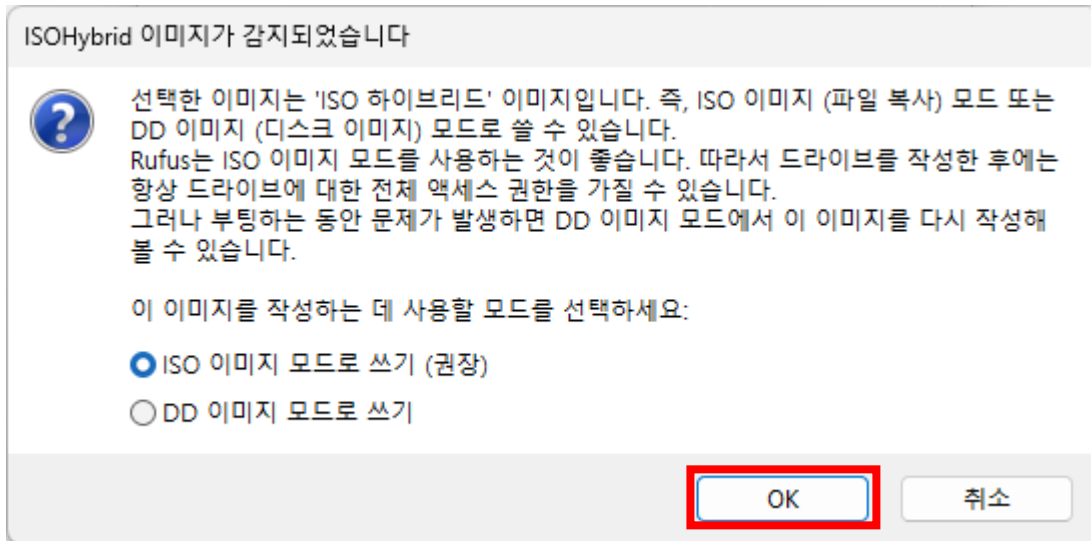 ISOHybrid 이미지가 감지되었습니다
선택한 이미지는 'ISO 하이브리드' 이미지입니다. 즉, ISO 이미지 (파일 복사) 모드 또는
DD 이미지 (디스크 이미지) 모드로 쓸 수 있습니다.
Rufus는 ISO 이미지 모드를 사용하는 것이 좋습니다. 따라서 드라이브를 작성한 후에는
항상 드라이브에 대한 전체 액세스 권한을 가질 수 있습니다.
그러나 부팅하는 동안 문제가 발생하면 DD 이미지 모드에서 이 이미지를 다시 작성해
볼 수 있습니다.
이 이미지를 작성하는 데 사용할 모드를 선택하세요:
ISO 이미지 모드로 쓰기 (권장)
DD 이미지 모드로 쓰기
OK
취소